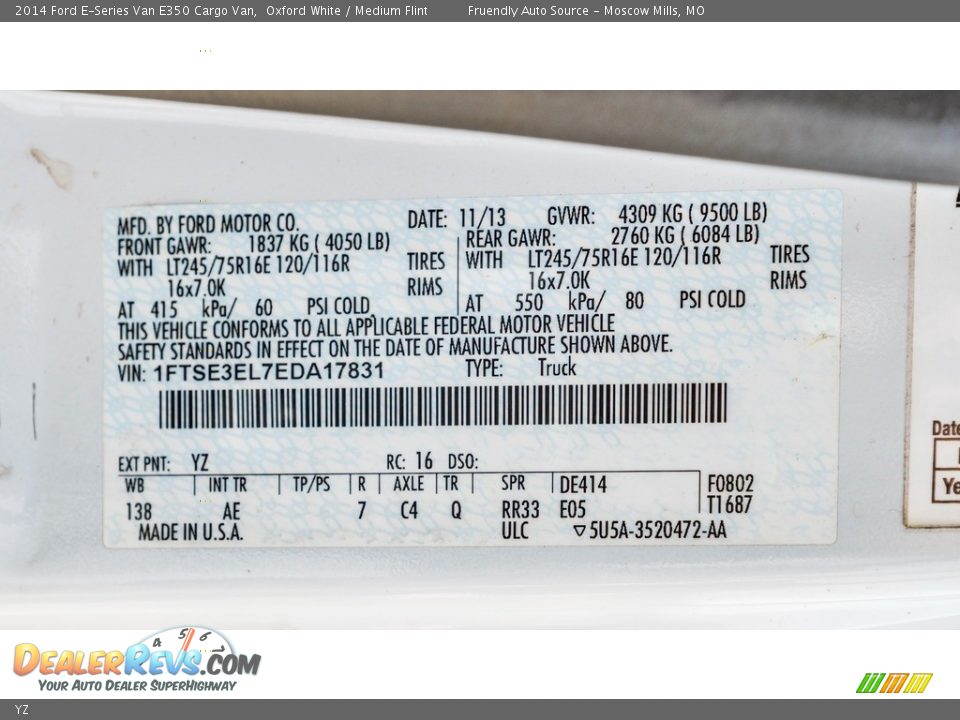 2014 Ford E-Series Van E350 Cargo Van, Oxford White / Medium Flint Fruendly Auto Source - Moscow Mills, MO
MFD. BY FORD MOTOR CO. DATE: 11/13 GVWR: 4309 KG ( 9500 LB)
FRONT GAWR: 1837 KG ( 4050 LB) REAR GAWR: 2760 KG ( 6084 LB)
WITH LT245/75R16E 120/116R TIRES WITH LT245/75R16E 120/116R TIRES
16x7.0K RIMS 16x7.0K RIMS
AT 415 kPa/ 60 PSI COLD AT 550 kPa/ 80 PSI COLD
THIS VEHICLE CONFORMS TO ALL APPLICABLE FEDERAL MOTOR VEHICLE
SAFETY STANDARDS IN EFFECT ON THE DATE OF MANUFACTURE SHOWN ABOVE.
VIN: 1FTSE3EL7EDA17831 TYPE: Truck
EXT PNT: YZ RC: 16 DSO:
WB INT TR TP/PS R AXLE TR SPR DE414 F0802
138 AE 7 C4 Q RR33 E05 T1687
MADE IN U.S.A. ULC ▽5U5A-3520472-AA
Date
Ye
4 5 6
DEALERREVS.COM
YOUR AUTO DEALER SUPERHIGHWAY
YZ